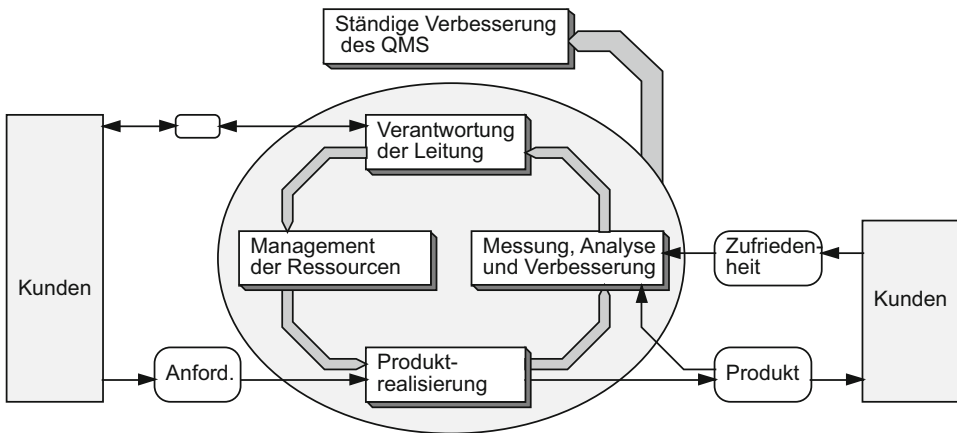 Ständige Verbesserung
des QMS
Verantwortung
der Leitung
Management
der Ressourcen
Messung, Analyse
und Verbesserung
Zufrieden-
heit
Kunden
Kunden
Anford.
Produkt-
realisierung
Produkt